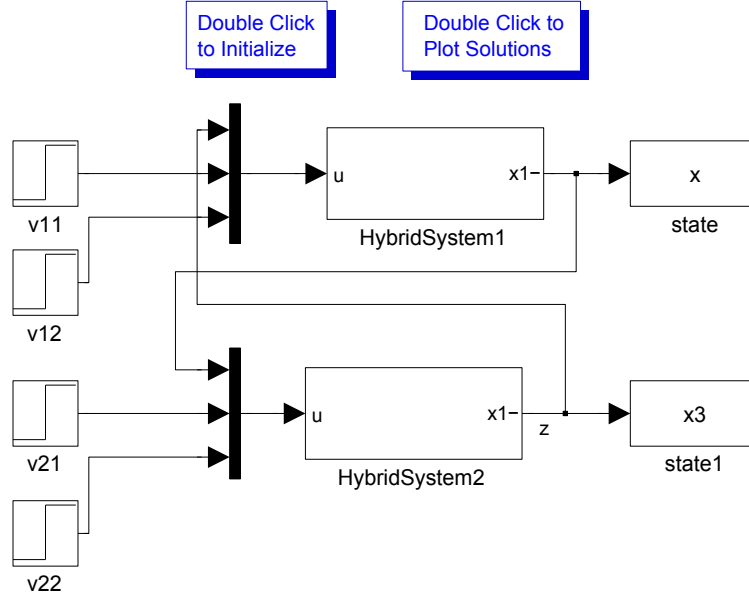 Double Click
to Initialize
Double Click to
Plot Solutions
v11
u
x1
HybridSystem1
x
state
v12
v21
u
x1
z
HybridSystem2
x3
state1
v22